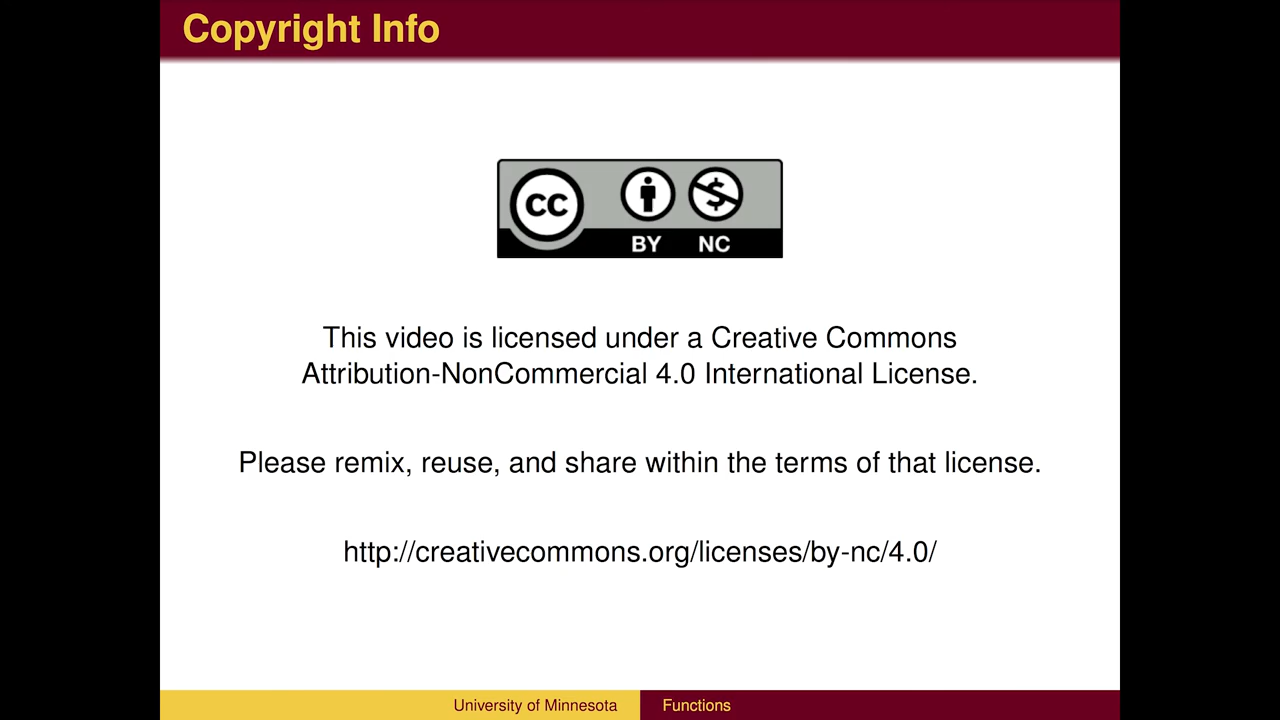 Copyright Info
CC
BY NC
This video is licensed under a Creative Commons
Attribution-NonCommercial 4.0 International License.
Please remix, reuse, and share within the terms of that license.
http://creativecommons.org/licenses/by-nc/4.0/
University of Minnesota Functions